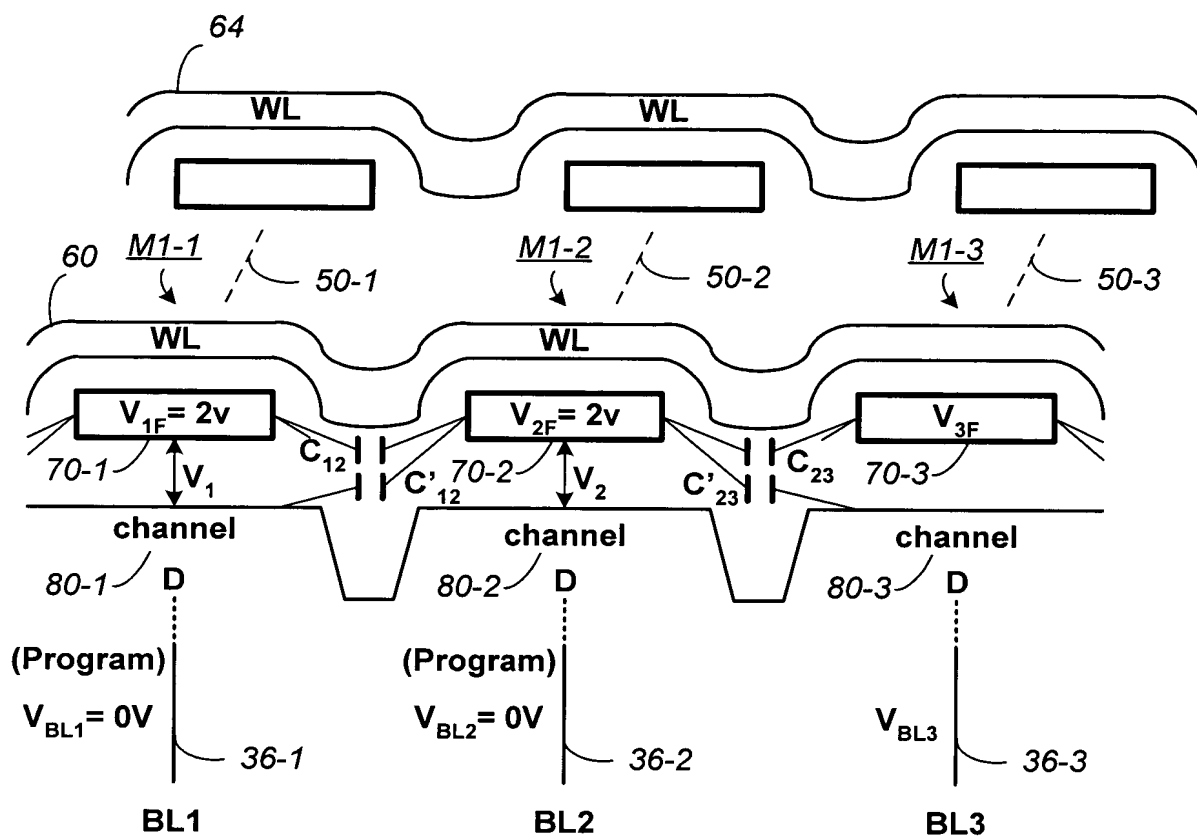 64
WL WL
M1-1 M1-2 M1-3
60 50-1 50-2 50-3
WL WL
V1F = 2v V2F = 2v V3F
C12 C23
70-1 V1 C'12 70-2 V2 C'23 70-3
channel channel channel
80-1 D 80-2 D 80-3 D
(Program) (Program)
VBL1 = 0V VBL2 = 0V VBL3
36-1 36-2 36-3
BL1 BL2 BL3